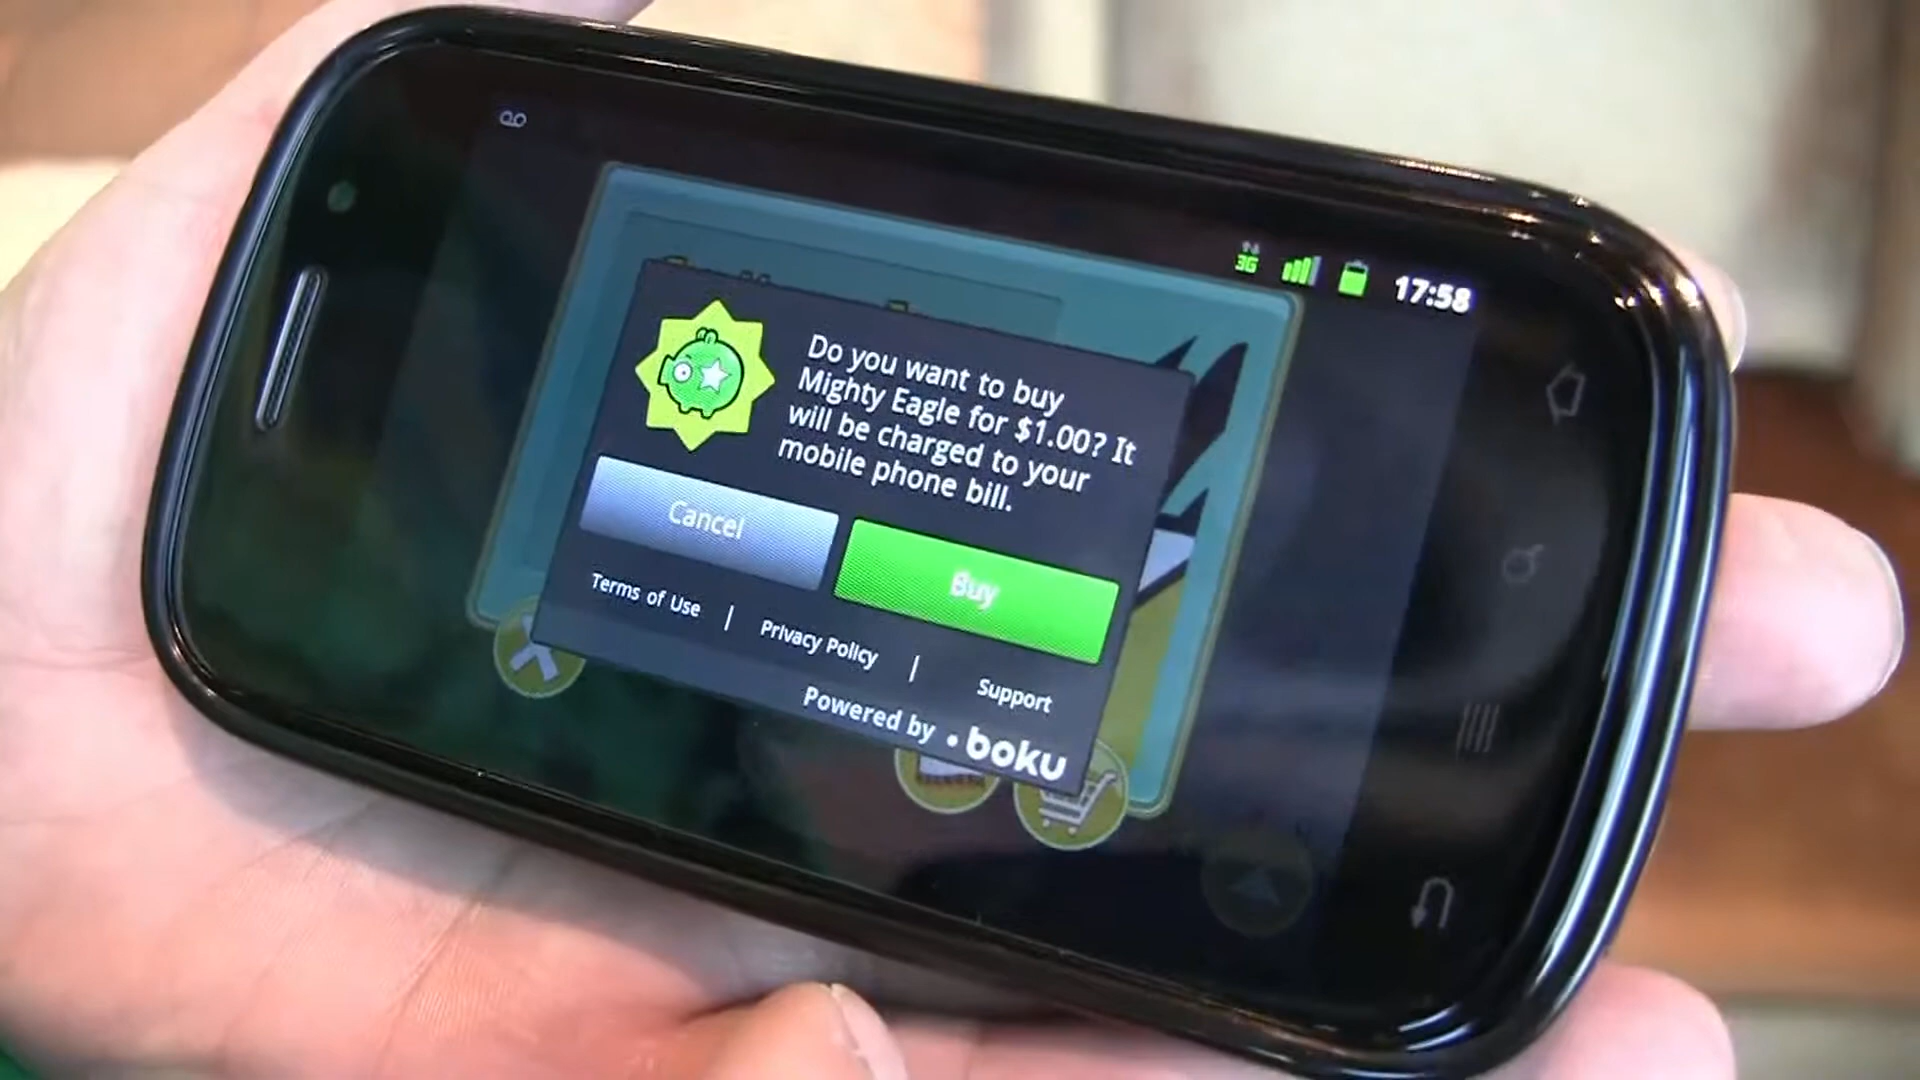 3G
17:58
Do you want to buy
Mighty Eagle for $1.00? It
will be charged to your
mobile phone bill.
Cancel
Buy
Terms of Use | Privacy Policy | Support
Powered by boku